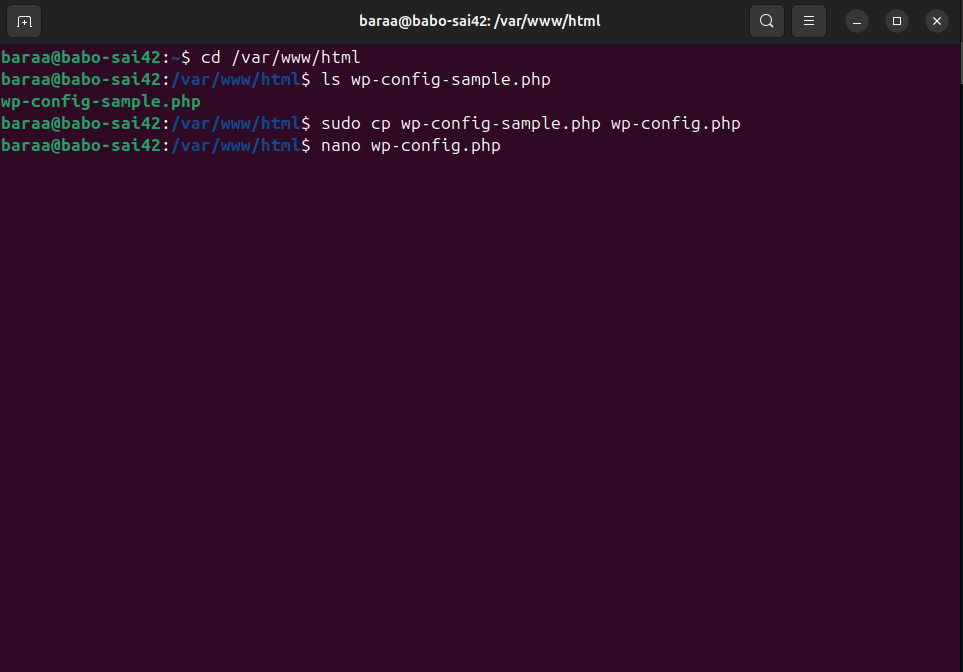 baraa@babo-sai42: /var/www/html
baraa@babo-sai42:~$ cd /var/www/html
baraa@babo-sai42:/var/www/html$ ls wp-config-sample.php
wp-config-sample.php
baraa@babo-sai42:/var/www/html$ sudo cp wp-config-sample.php wp-config.php
baraa@babo-sai42:/var/www/html$ nano wp-config.php